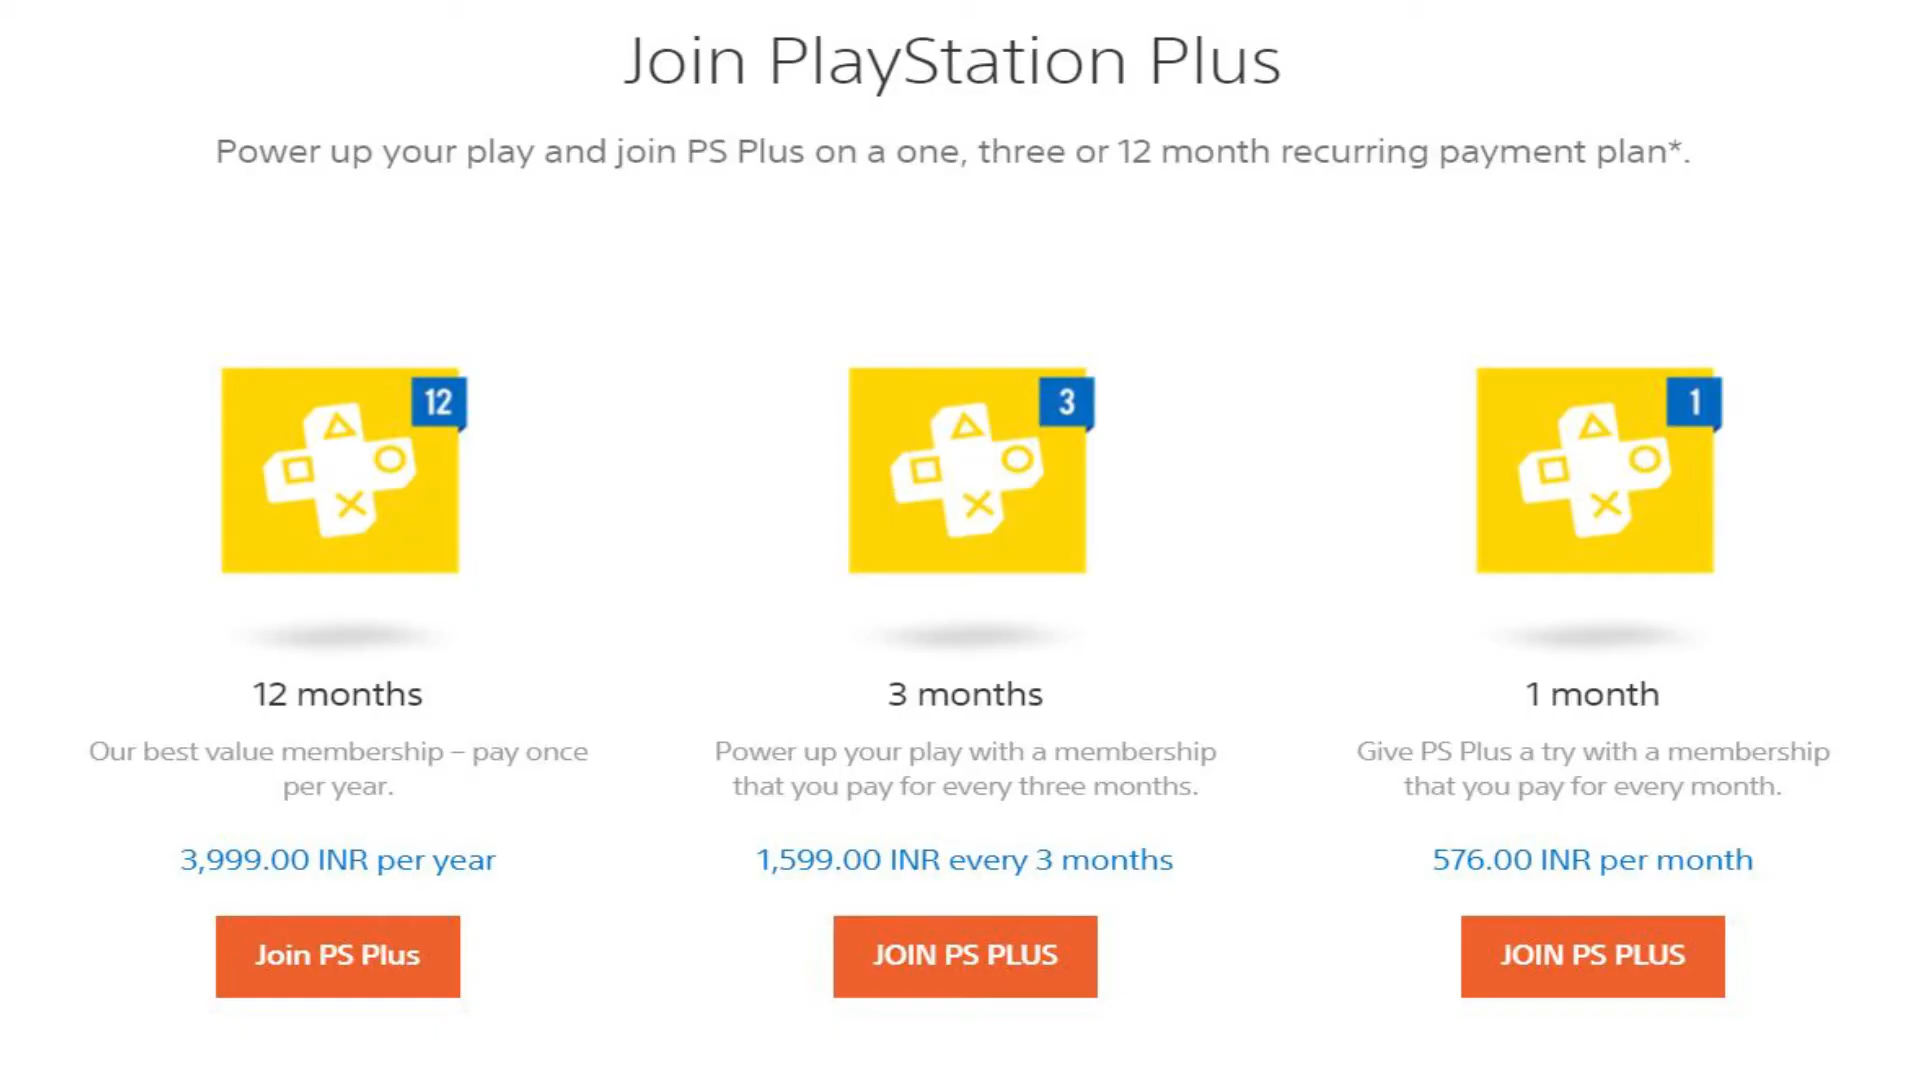 Join PlayStation Plus
Power up your play and join PS Plus on a one, three or 12 month recurring payment plan*.
12
3
1
12 months
Our best value membership – pay once
per year.
3,999.00 INR per year
Join PS Plus
3 months
Power up your play with a membership
that you pay for every three months.
1,599.00 INR every 3 months
JOIN PS PLUS
1 month
Give PS Plus a try with a membership
that you pay for every month.
576.00 INR per month
JOIN PS PLUS